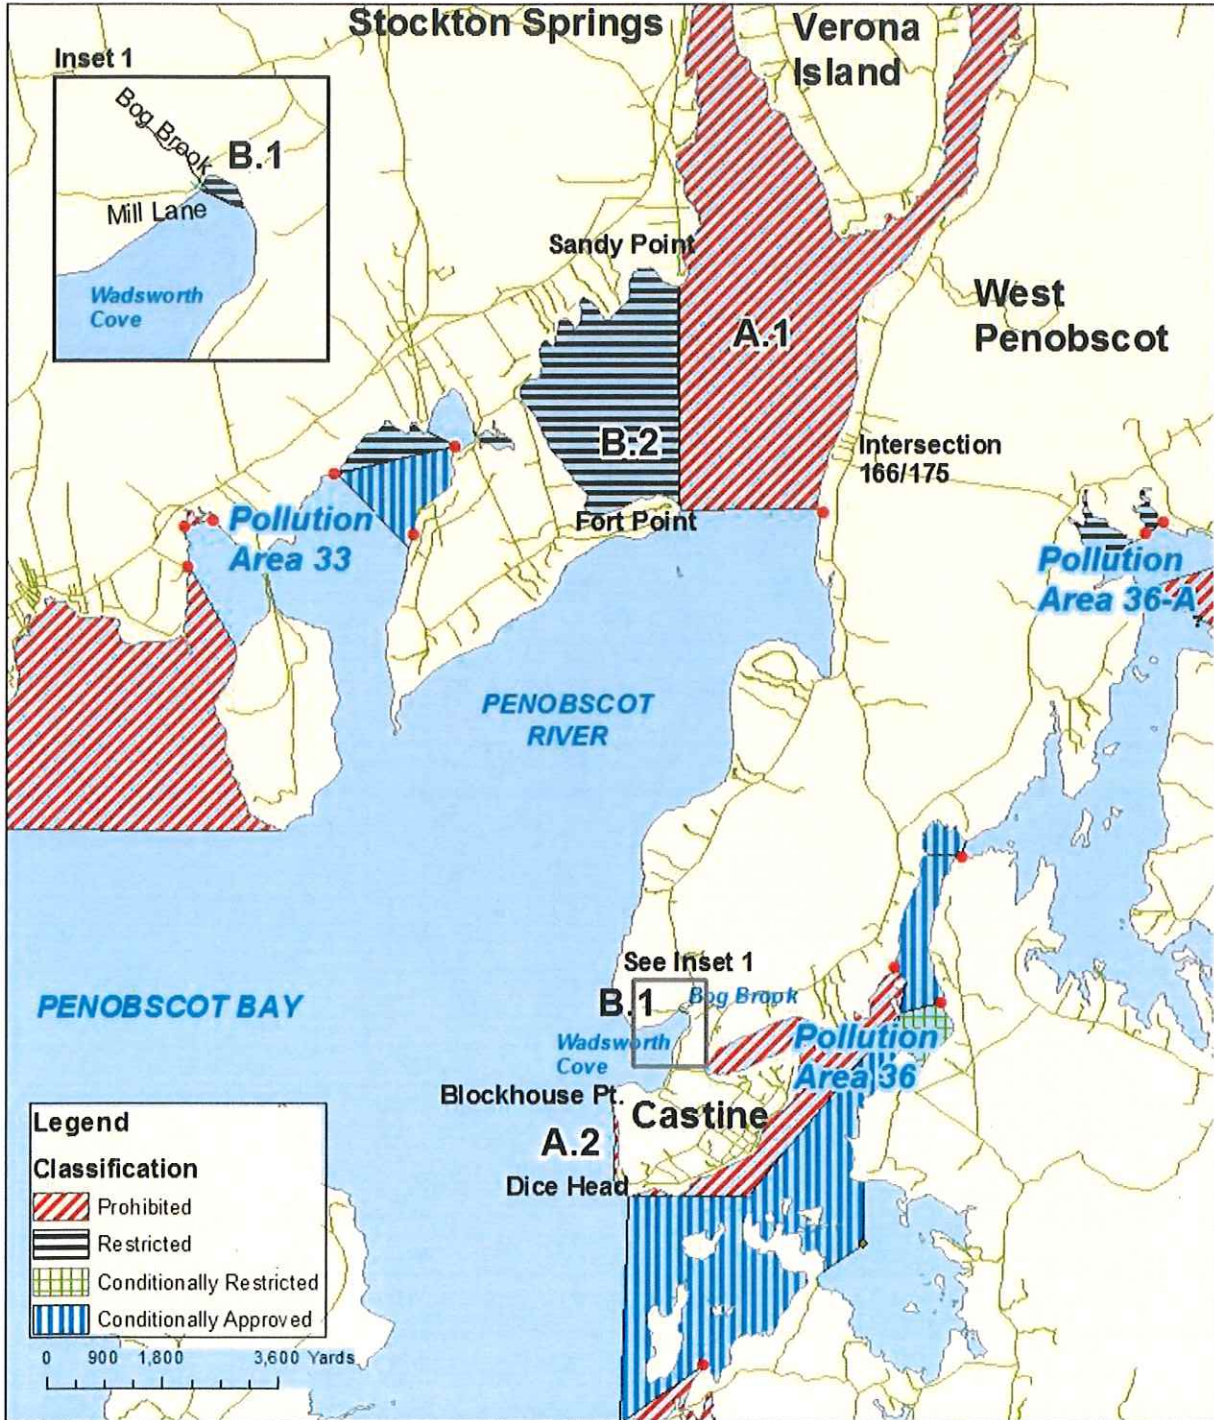 Stockton Springs
Verona
Island
Inset 1
Bog Brook
B.1
Mill Lane
Wadsworth
Cove
Sandy Point
West
Penobscot
A.1
B.2
Intersection
166/175
Fort Point
Pollution
Area 33
Pollution
Area 36-A
PENOBSCOT
RIVER
See Inset 1
B.1
Bog Brook
PENOBSCOT BAY
Wadsworth
Cove
Pollution
Area 36
Blockhouse Pt.
Castine
A.2
Dice Head
Legend
Classification
Prohibited
Restricted
Conditionally Restricted
Conditionally Approved
0 900 1,800 3,600 Yards